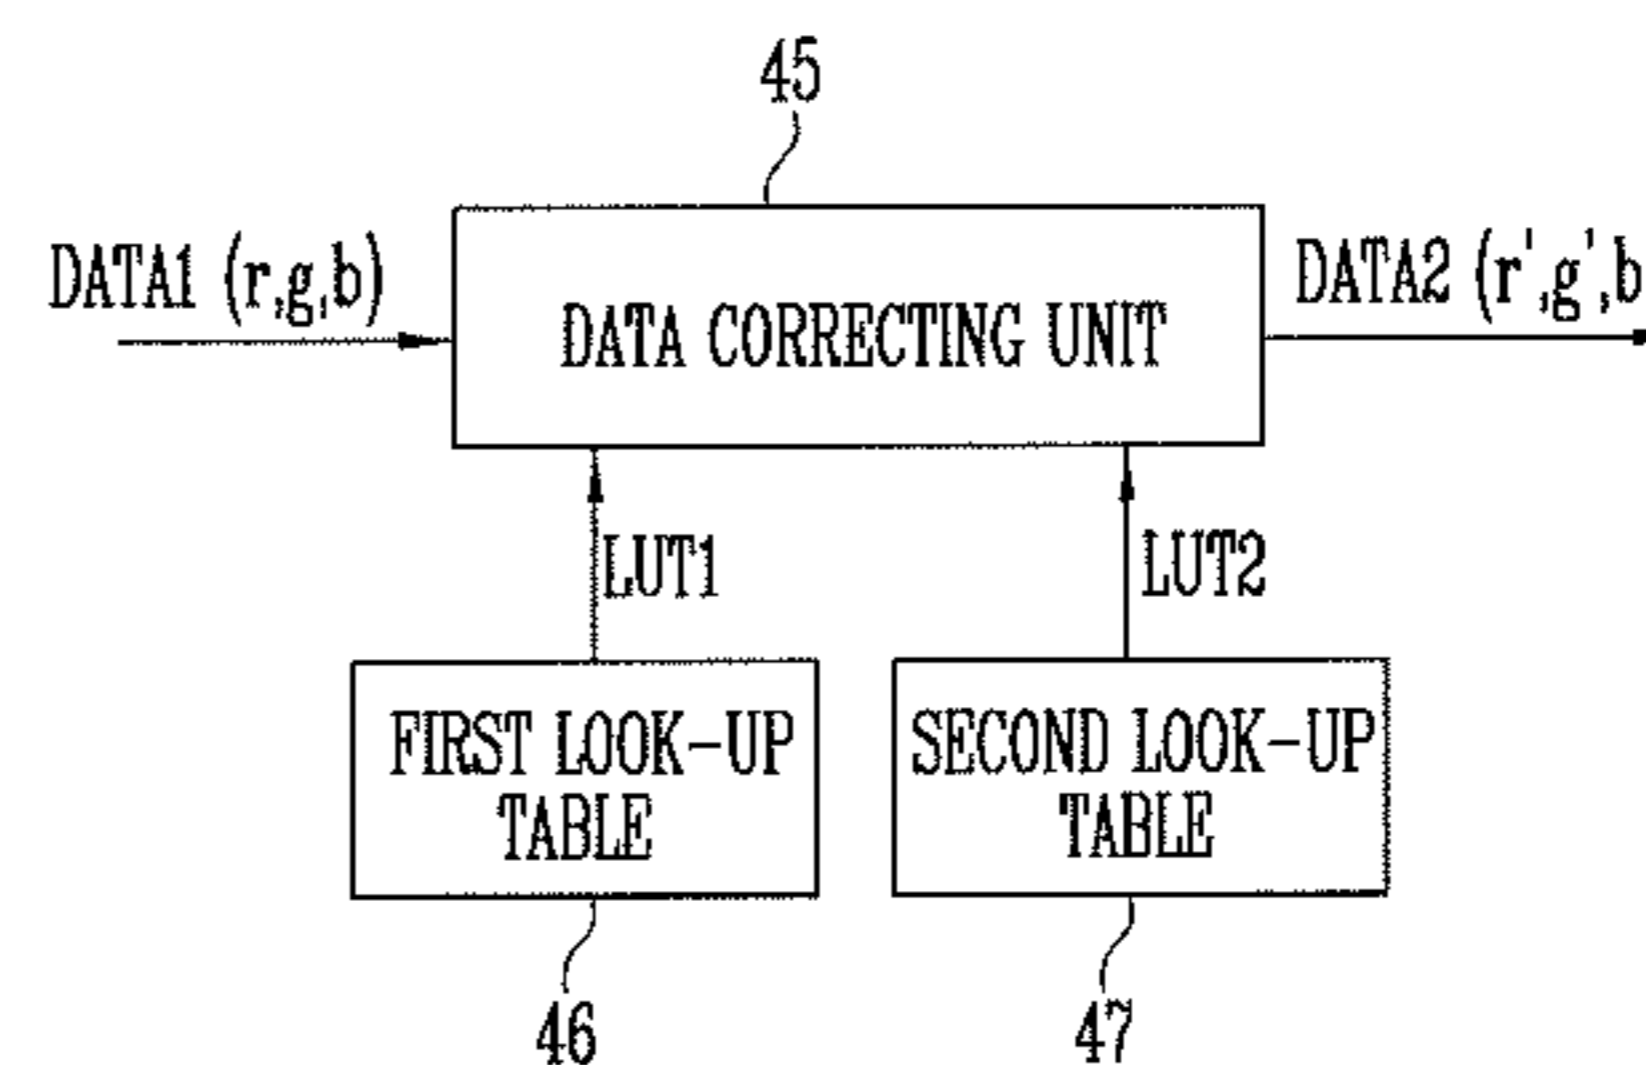 45
DATA1 (r,g,b)
DATA CORRECTING UNIT
DATA2 (r',g',b
LUT1
LUT2
FIRST LOOK-UP
TABLE
SECOND LOOK-UP
TABLE
46
47